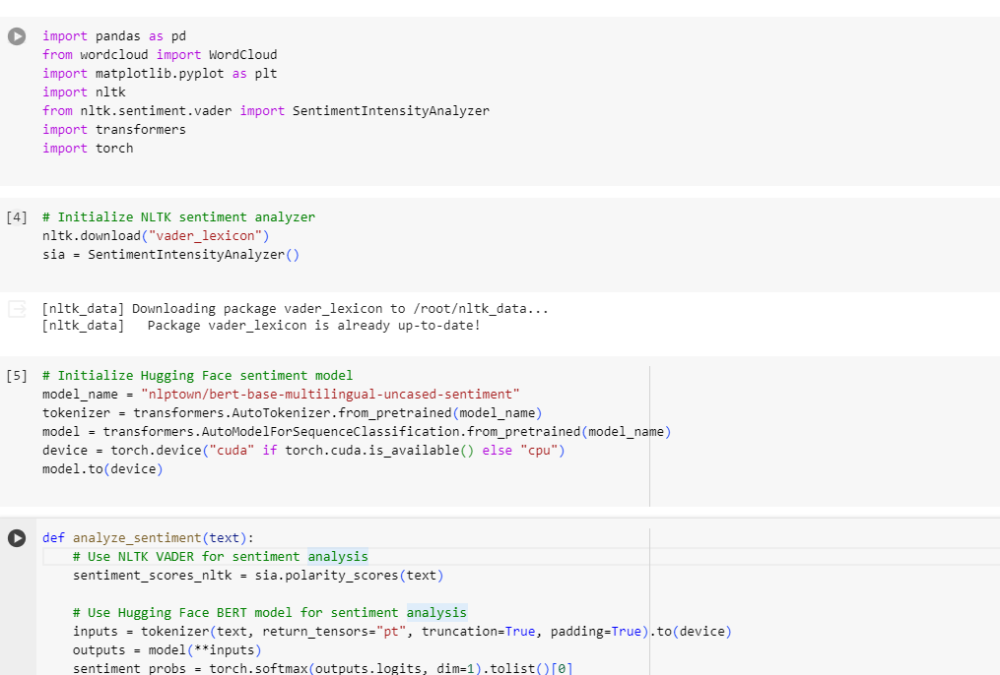 import pandas as pd
from wordcloud import WordCloud
import matplotlib.pyplot as plt
import nltk
from nltk.sentiment.vader import SentimentIntensityAnalyzer
import transformers
import torch
[4] # Initialize NLTK sentiment analyzer
nltk.download("vader_lexicon")
sia = SentimentIntensityAnalyzer()
[nltk_data] Downloading package vader_lexicon to /root/nltk_data...
[nltk_data]   Package vader_lexicon is already up-to-date!
[5] # Initialize Hugging Face sentiment model
model_name = "nlptown/bert-base-multilingual-uncased-sentiment"
tokenizer = transformers.AutoTokenizer.from_pretrained(model_name)
model = transformers.AutoModelForSequenceClassification.from_pretrained(model_name)
device = torch.device("cuda" if torch.cuda.is_available() else "cpu")
model.to(device)
def analyze_sentiment(text):
    # Use NLTK VADER for sentiment analysis
    sentiment_scores_nltk = sia.polarity_scores(text)
    # Use Hugging Face BERT model for sentiment analysis
    inputs = tokenizer(text, return_tensors="pt", truncation=True, padding=True).to(device)
    outputs = model(**inputs)
    sentiment_probs = torch.softmax(outputs.logits, dim=1).tolist()[0]